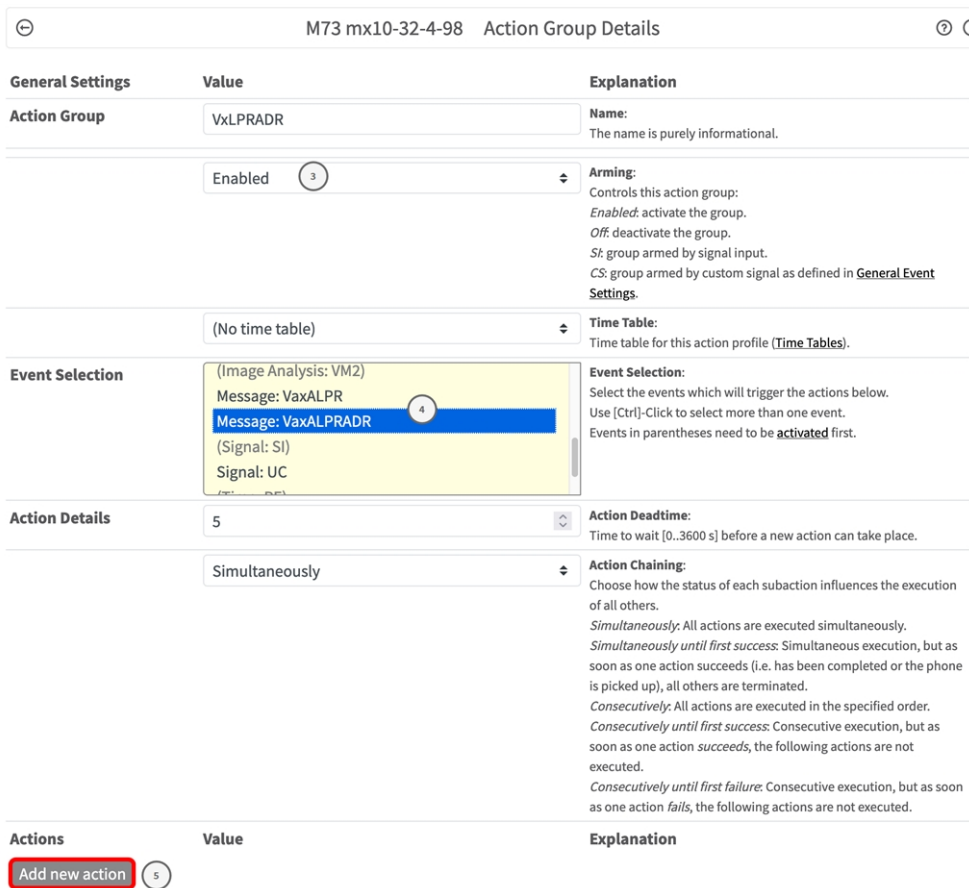 M73 mx10-32-4-98 Action Group Details
General Settings Value Explanation
Action Group VxLPRADR Name:
The name is purely informational.
Enabled 3 Arming:
Controls this action group:
Enabled: activate the group.
Off: deactivate the group.
SI: group armed by signal input.
CS: group armed by custom signal as defined in General Event
Settings.
(No time table) Time Table:
Time table for this action profile (Time Tables).
Event Selection
(Image Analysis: VM2)
Message: VaxALPR
Message: VaxALPRADR 4
(Signal: SI)
Signal: UC
Event Selection:
Select the events which will trigger the actions below.
Use [Ctrl]-Click to select more than one event.
Events in parentheses need to be activated first.
Action Details 5 Action Deadtime:
Time to wait [0..3600 s] before a new action can take place.
Simultaneously Action Chaining:
Choose how the status of each subaction influences the execution
of all others.
Simultaneously: All actions are executed simultaneously.
Simultaneously until first success: Simultaneous execution, but as
soon as one action succeeds (i.e. has been completed or the phone
is picked up), all others are terminated.
Consecutively: All actions are executed in the specified order.
Consecutively until first success: Consecutive execution, but as
soon as one action succeeds, the following actions are not
executed.
Consecutively until first failure: Consecutive execution, but as soon
as one action fails, the following actions are not executed.
Actions Value Explanation
Add new action 5